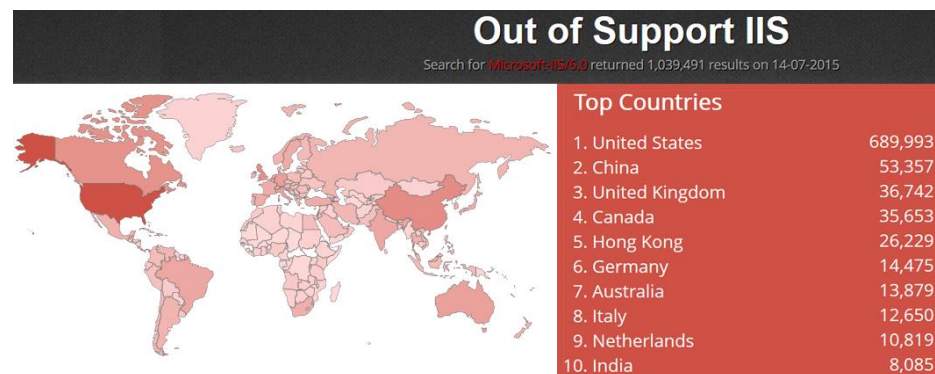 Out of Support IIS
Search for Microsoft-IIS/6.0 returned 1,039,491 results on 14-07-2015
Top Countries
1. United States 689,993
2. China 53,357
3. United Kingdom 36,742
4. Canada 35,653
5. Hong Kong 26,229
6. Germany 14,475
7. Australia 13,879
8. Italy 12,650
9. Netherlands 10,819
10. India 8,085